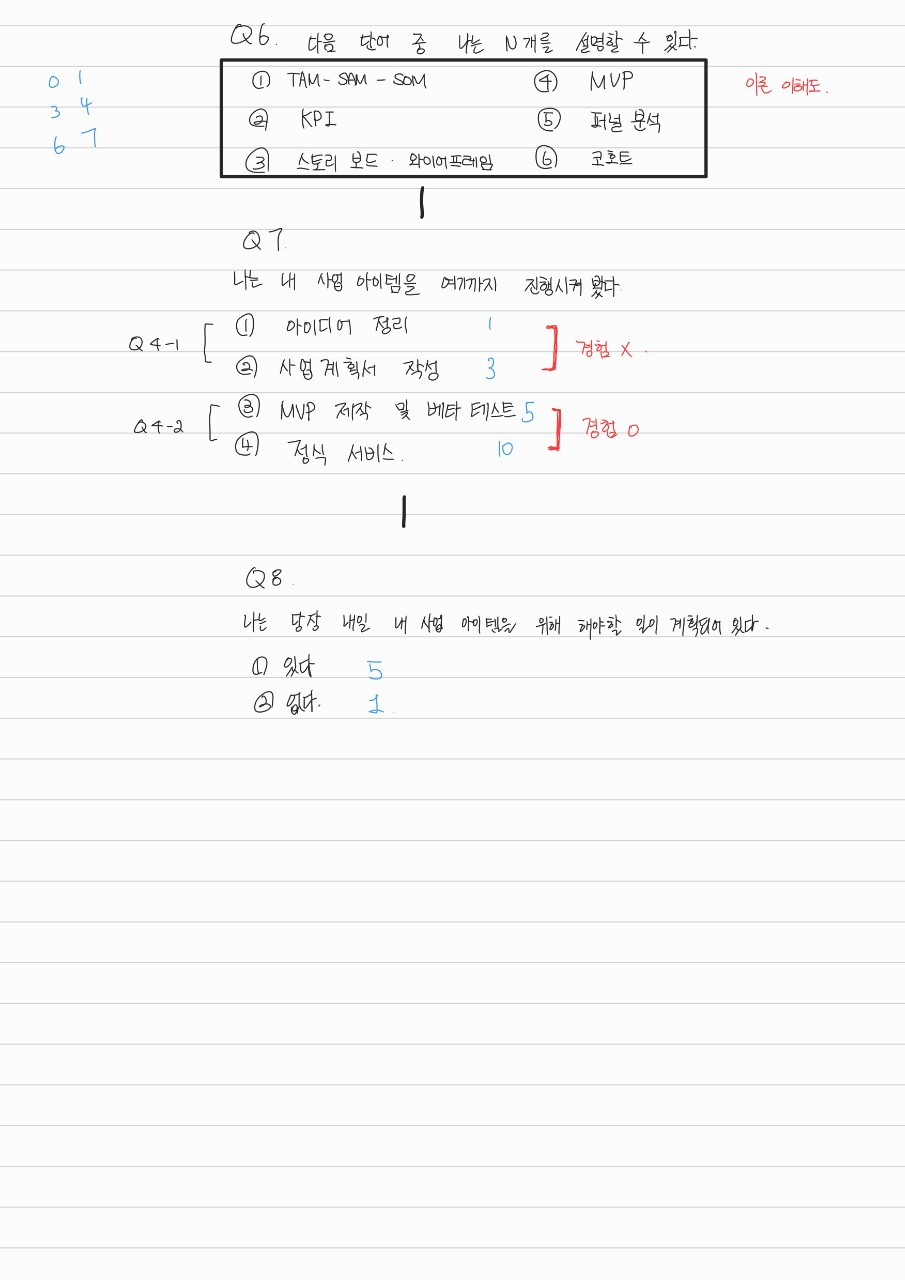 Q6. 다음 단어 중 나는 N개를 설명할 수 있다.
0 1
3 4
6 7
① TAM - SAM - SOM ④ MVP
② KPI ⑤ 퍼널 분석
③ 스토리 보드 · 와이어프레임 ⑥ 코호트
이론 이해도.
Q7.
나는 내 사업 아이템을 여기까지 진행시켜 봤다
Q4-1
① 아이디어 정리 1
② 사업계획서 작성 3
경험 X.
Q4-2
③ MVP 제작 및 베타 테스트 5
④ 정식 서비스. 10
경험 O
Q8.
나는 당장 내일 내 사업 아이템을 위해 해야할 일이 계획되어 있다.
① 있다 5
② 없다. 1